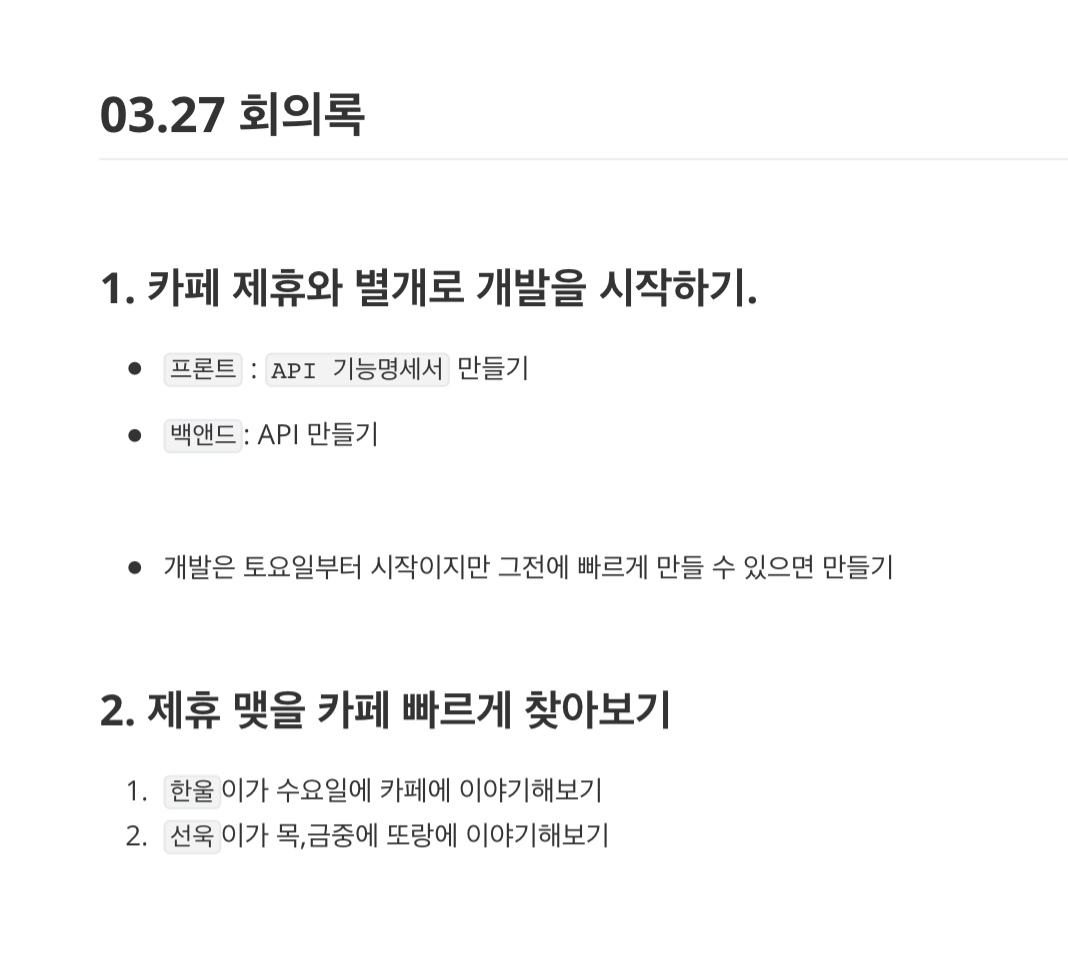 03.27 회의록
1. 카페 제휴와 별개로 개발을 시작하기.
프론트 : API 기능명세서 만들기
백앤드 : API 만들기
개발은 토요일부터 시작이지만 그전에 빠르게 만들 수 있으면 만들기
2. 제휴 맺을 카페 빠르게 찾아보기
1. 한울이가 수요일에 카페에 이야기해보기
2. 선욱이가 목,금중에 또랑에 이야기해보기